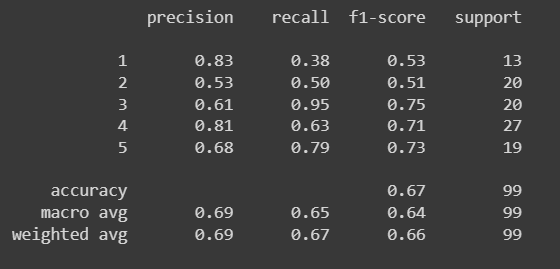 precision recall f1-score support
1 0.83 0.38 0.53 13
2 0.53 0.50 0.51 20
3 0.61 0.95 0.75 20
4 0.81 0.63 0.71 27
5 0.68 0.79 0.73 19
accuracy 0.67 99
macro avg 0.69 0.65 0.64 99
weighted avg 0.69 0.67 0.66 99